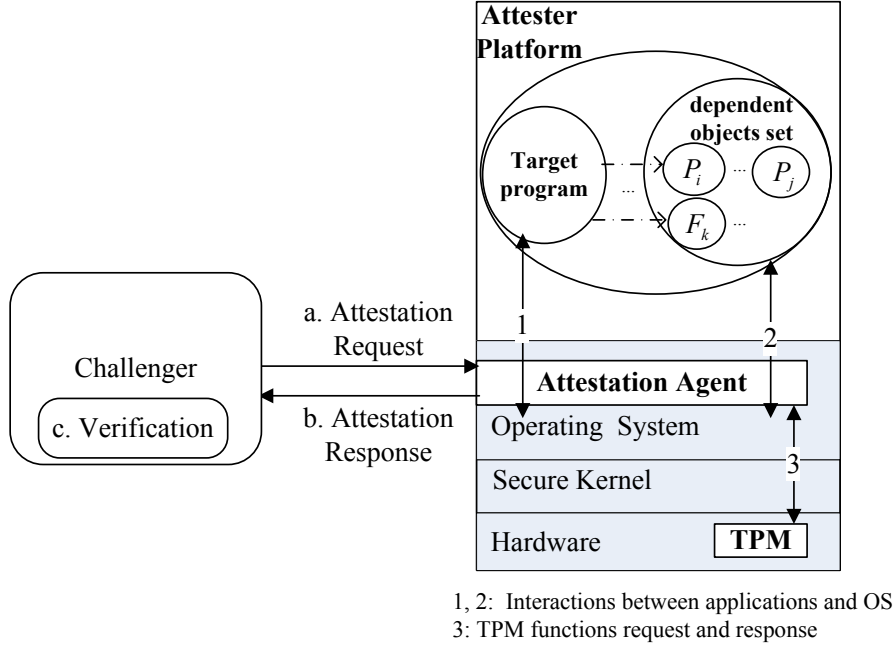 Attester
Platform
dependent
objects set
Target
program
P_i ... P_j
...
F_k ...
1
2
a. Attestation
Request
Challenger
c. Verification
b. Attestation
Response
Attestation Agent
Operating System
3
Secure Kernel
Hardware
TPM
1, 2: Interactions between applications and OS
3: TPM functions request and response